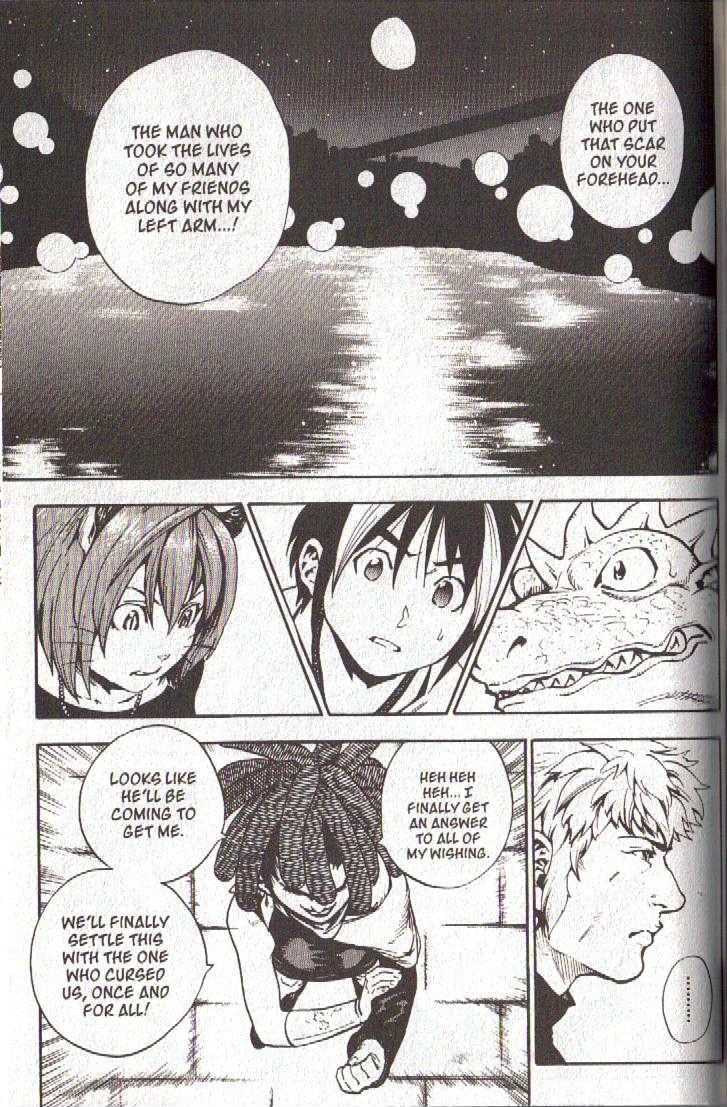 THE ONE
WHO PUT
THAT SCAR
ON YOUR
FOREHEAD...
THE MAN WHO
TOOK THE LIVES
OF SO MANY
OF MY FRIENDS
ALONG WITH MY
LEFT ARM...!
.........
HEH HEH
HEH... I
FINALLY GET
AN ANSWER
TO ALL OF
MY WISHING.
LOOKS LIKE
HE'LL BE
COMING TO
GET ME.
WE'LL FINALLY
SETTLE THIS
WITH THE ONE
WHO CURSED
US, ONCE AND
FOR ALL!